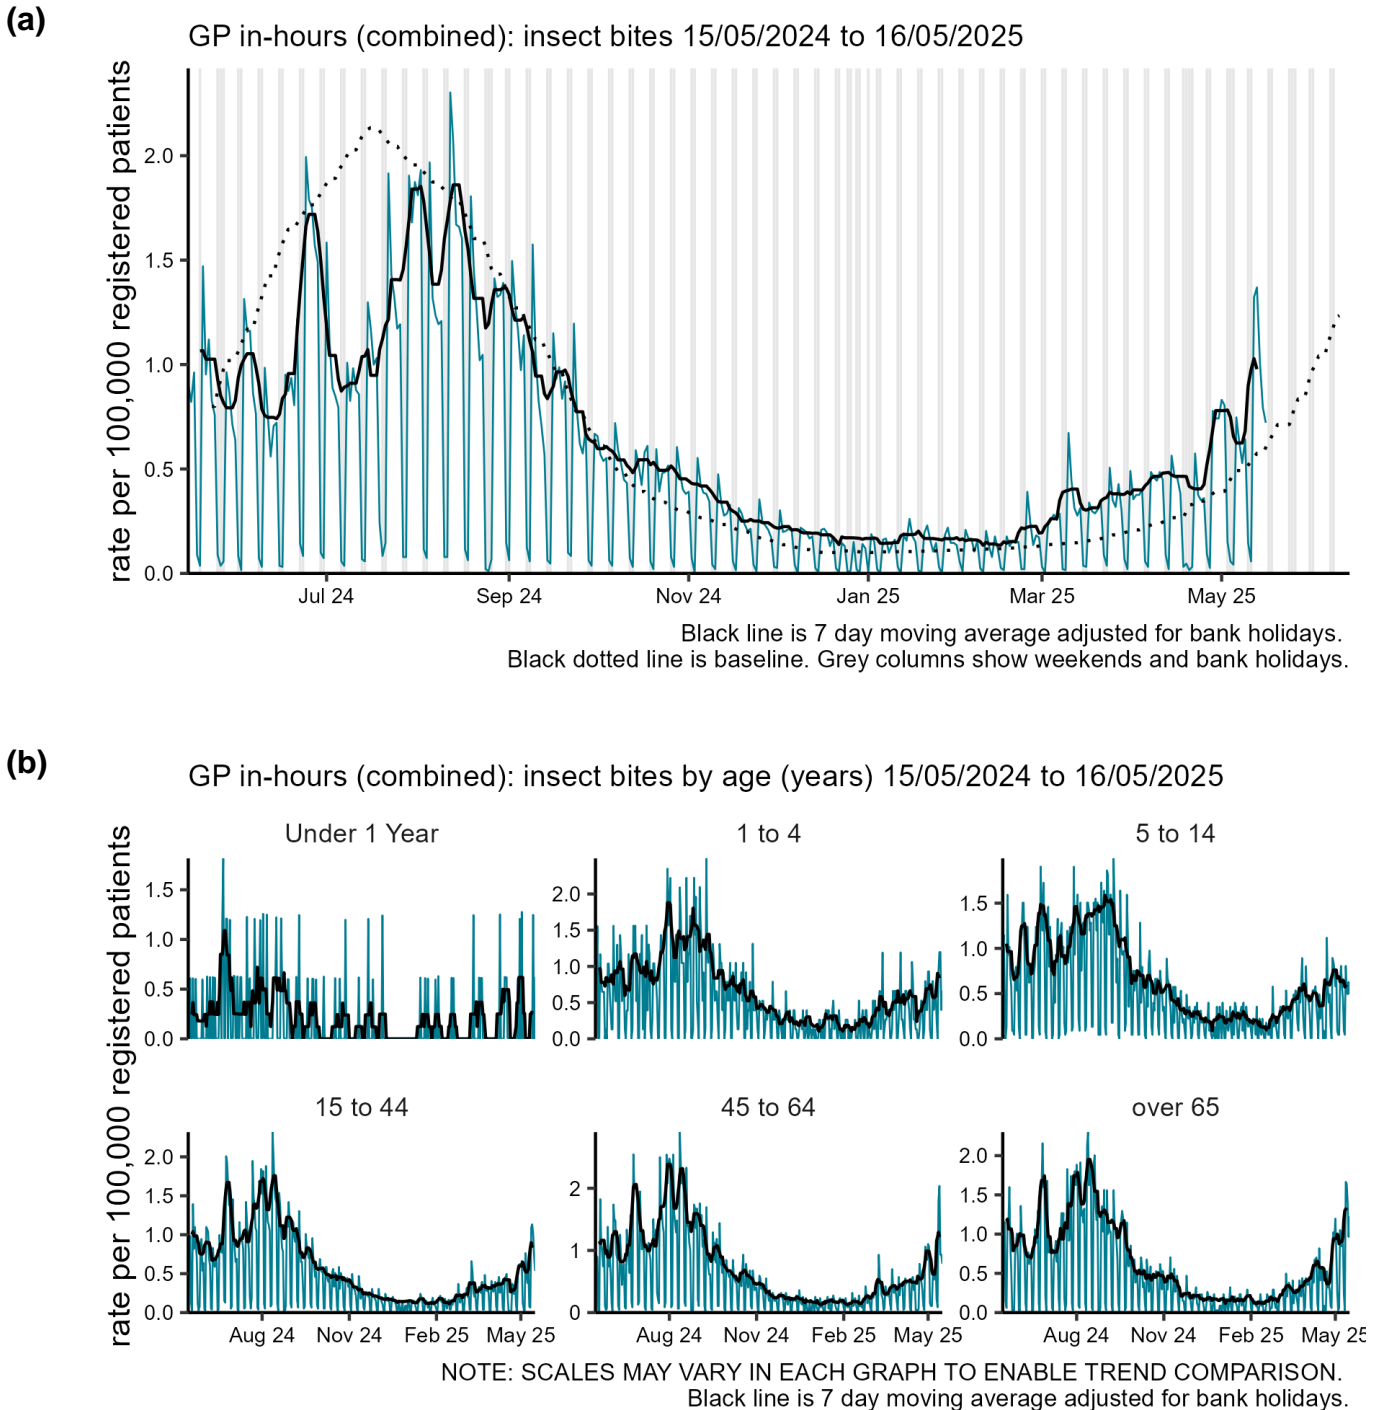 (a)
GP in-hours (combined): insect bites 15/05/2024 to 16/05/2025
rate per 100,000 registered patients
2.0
1.5
1.0
0.5
0.0
Jul 24 Sep 24 Nov 24 Jan 25 Mar 25 May 25
Black line is 7 day moving average adjusted for bank holidays.
Black dotted line is baseline. Grey columns show weekends and bank holidays.
(b)
GP in-hours (combined): insect bites by age (years) 15/05/2024 to 16/05/2025
rate per 100,000 registered patients
Under 1 Year
1.5
1.0
0.5
0.0
1 to 4
2.0
1.5
1.0
0.5
0.0
5 to 14
1.5
1.0
0.5
0.0
15 to 44
2.0
1.5
1.0
0.5
0.0
Aug 24 Nov 24 Feb 25 May 25
45 to 64
2
1
0
Aug 24 Nov 24 Feb 25 May 25
over 65
2.0
1.5
1.0
0.5
0.0
Aug 24 Nov 24 Feb 25 May 25
NOTE: SCALES MAY VARY IN EACH GRAPH TO ENABLE TREND COMPARISON.
Black line is 7 day moving average adjusted for bank holidays.